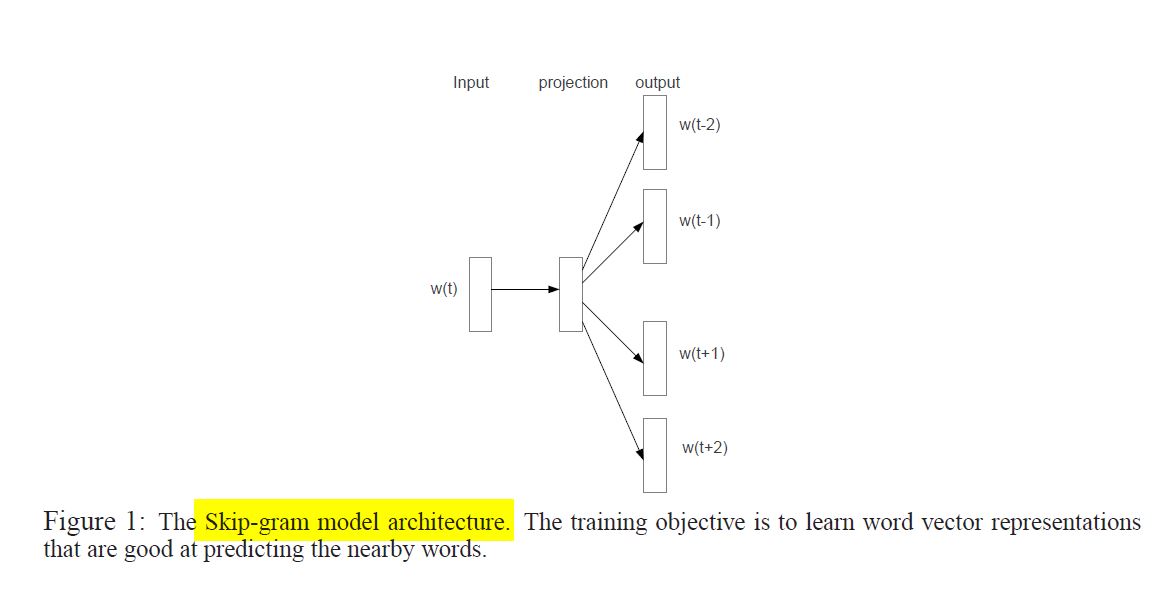 Input projection output
w(t-2)
w(t-1)
w(t)
w(t+1)
w(t+2)
Figure 1: The Skip-gram model architecture. The training objective is to learn word vector representations
that are good at predicting the nearby words.